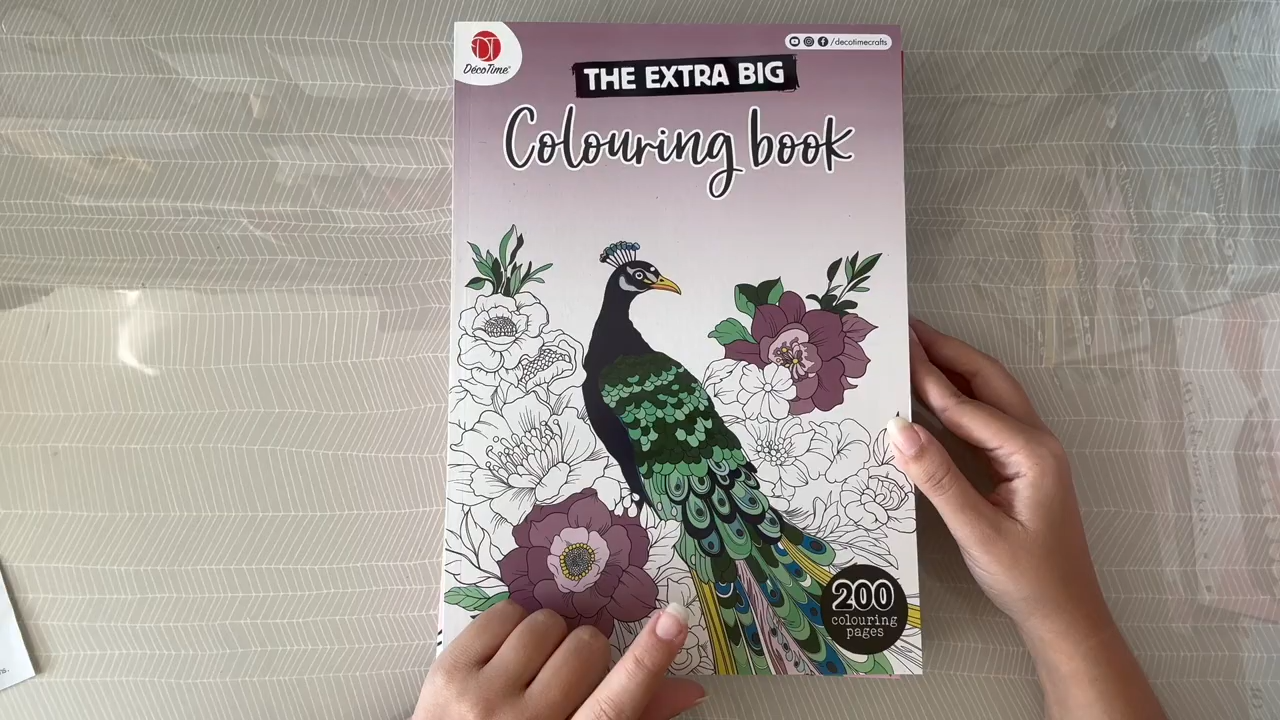 DT
DécoTime®
/decotimecrafts
THE EXTRA BIG
Colouring book
200
colouring
pages